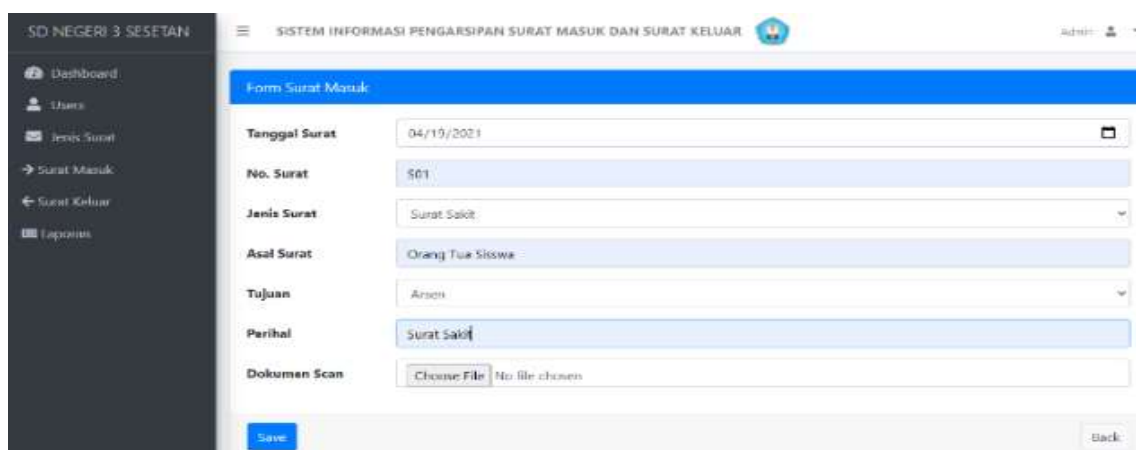 SD NEGERI 3 SESETAN
SISTEM INFORMASI PENGARSIPAN SURAT MASUK DAN SURAT KELUAR
Admin
Dashboard
Users
Jenis Surat
Surat Masuk
Surat Keluar
Laporan
Form Surat Masuk
Tanggal Surat 04/19/2021
No. Surat S01
Jenis Surat Surat Sakit
Asal Surat Orang Tua Sisswa
Tujuan Arsen
Perihal Surat Sakit
Dokumen Scan Choose File No file chosen
Save Back